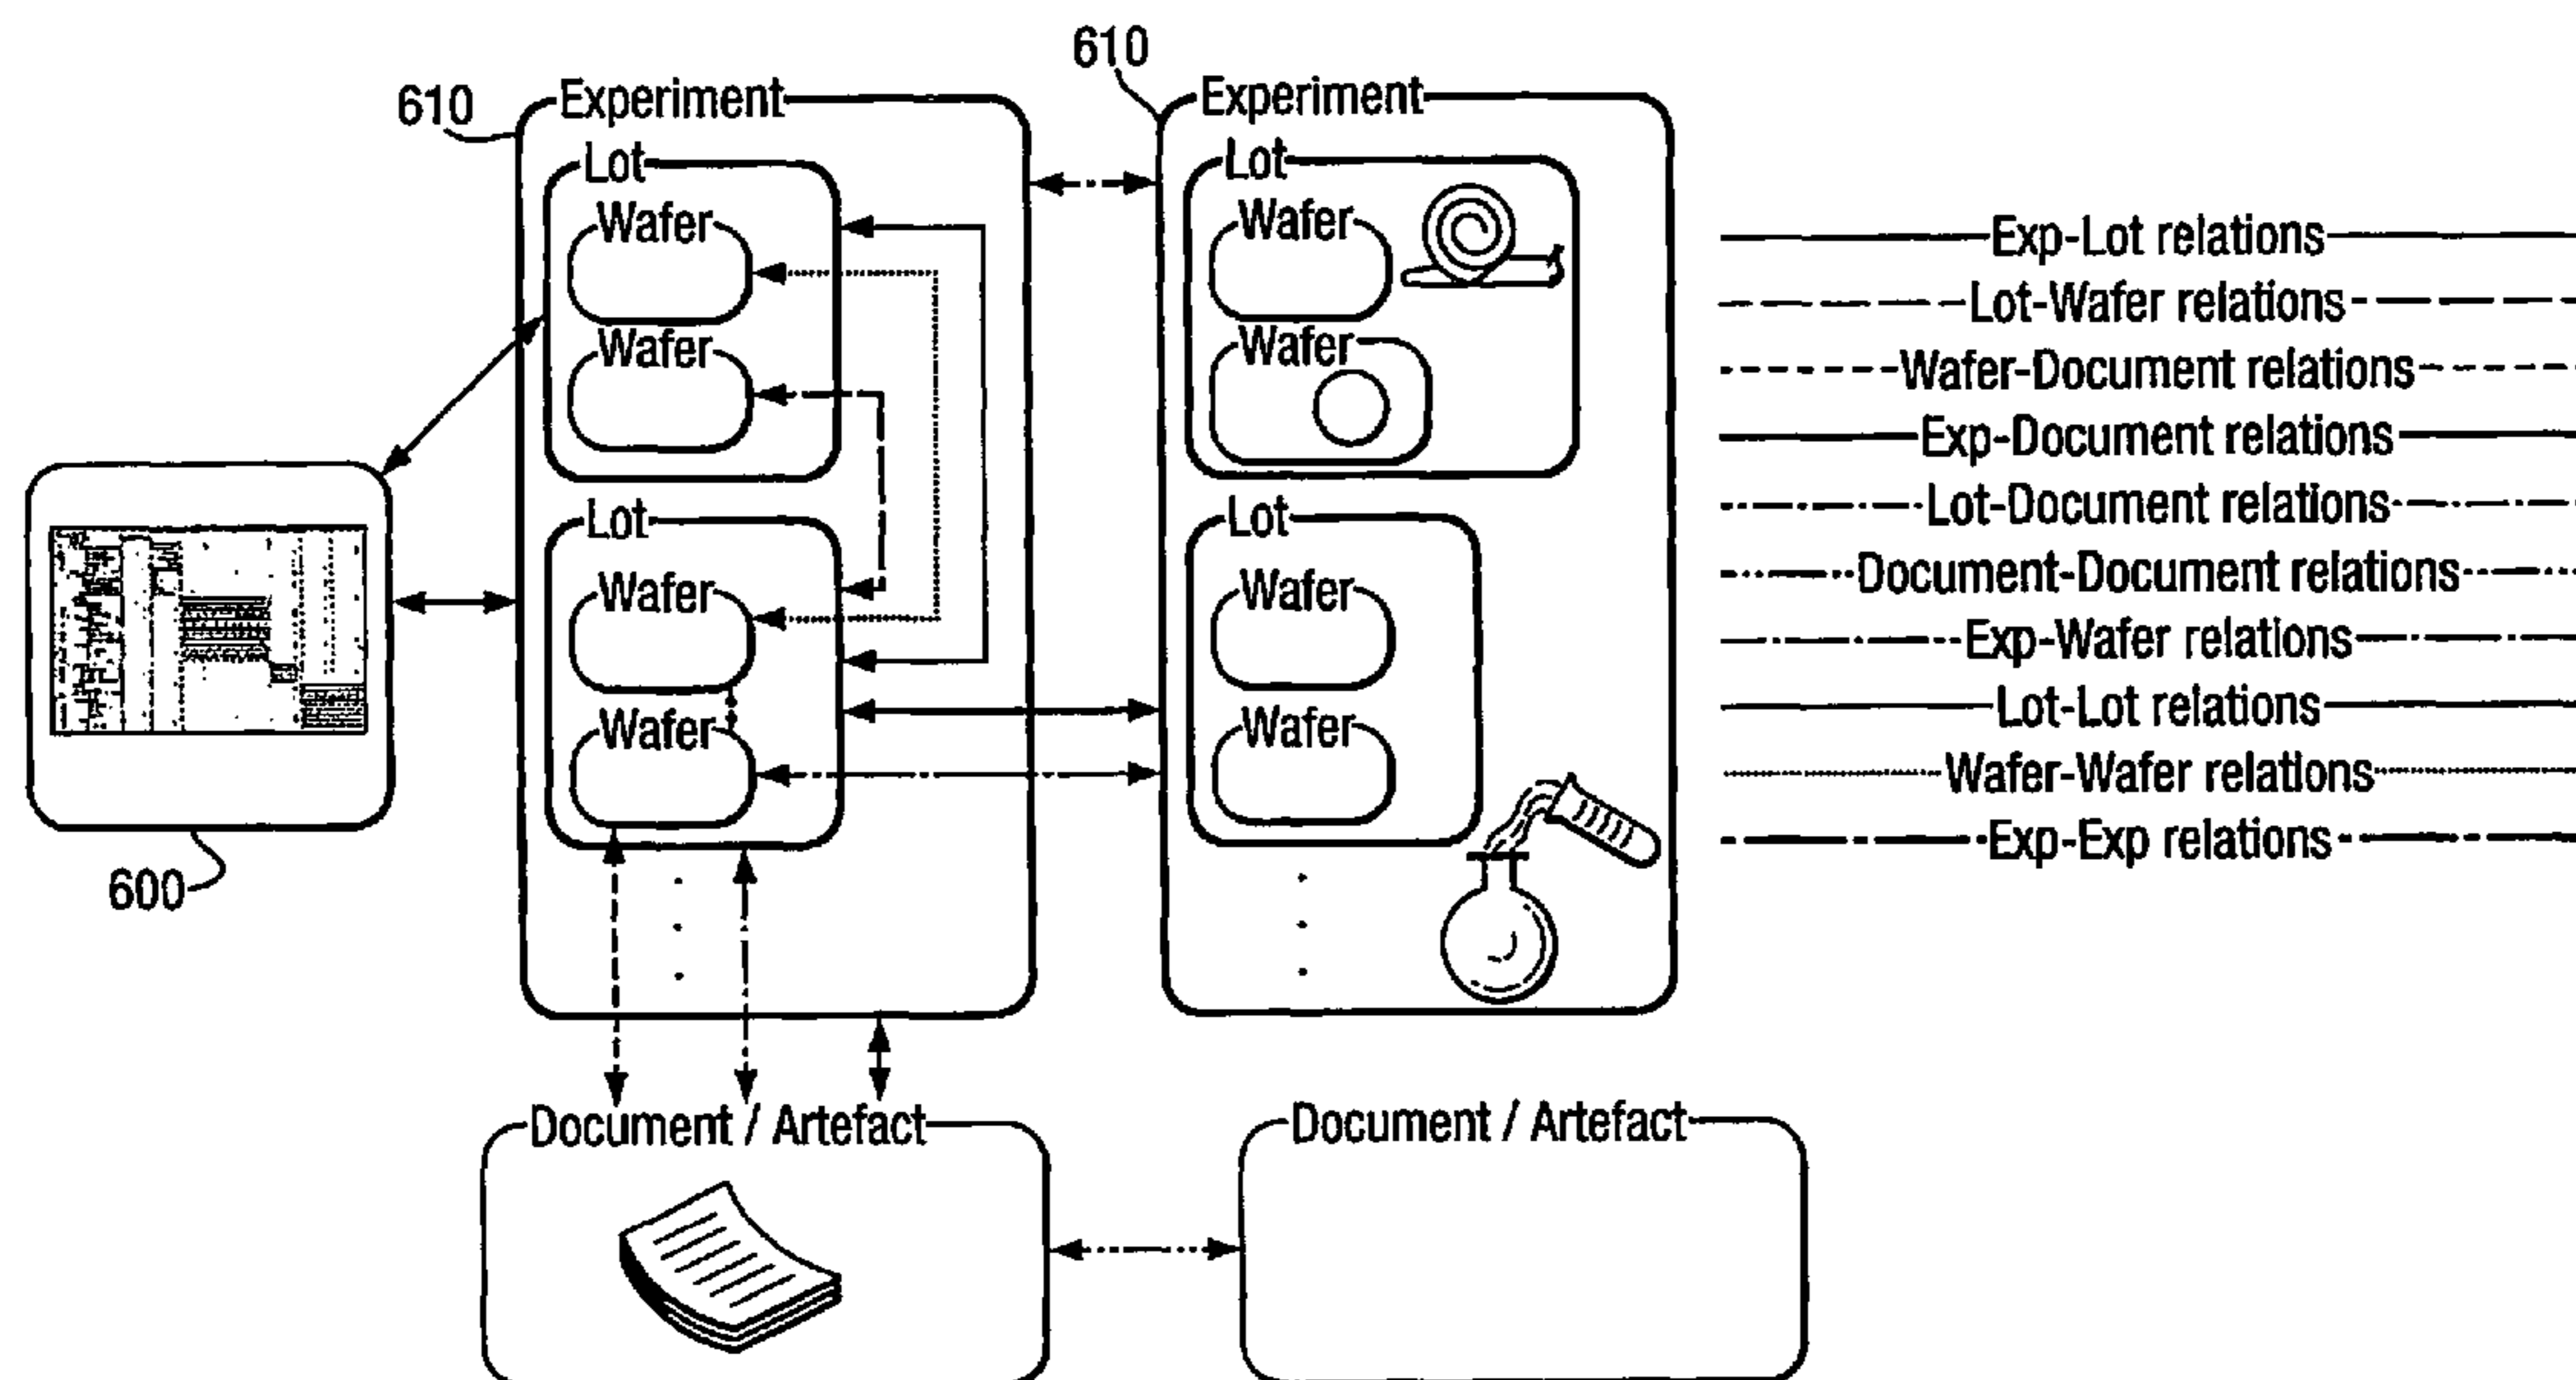 610
610
Experiment
Lot
Wafer
Wafer
Lot
Wafer
Wafer
Experiment
Lot
Wafer
Wafer
Lot
Wafer
Wafer
600
Document / Artefact
Document / Artefact
Exp-Lot relations
Lot-Wafer relations
Wafer-Document relations
Exp-Document relations
Lot-Document relations
Document-Document relations
Exp-Wafer relations
Lot-Lot relations
Wafer-Wafer relations
Exp-Exp relations